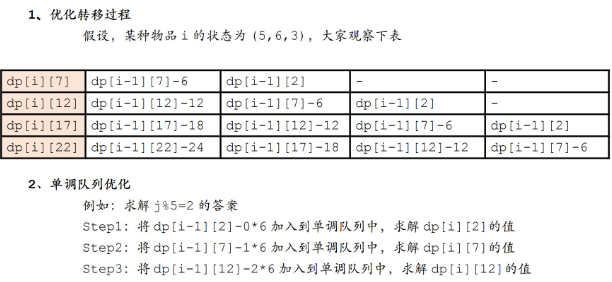 1、优化转移过程
假设，某种物品 i 的状态为 (5,6,3)，大家观察下表
dp[i][7] dp[i-1][7]-6 dp[i-1][2] - -
dp[i][12] dp[i-1][12]-12 dp[i-1][7]-6 dp[i-1][2] -
dp[i][17] dp[i-1][17]-18 dp[i-1][12]-12 dp[i-1][7]-6 dp[i-1][2]
dp[i][22] dp[i-1][22]-24 dp[i-1][17]-18 dp[i-1][12]-12 dp[i-1][7]-6
2、单调队列优化
例如：求解 j%5=2 的答案
Step1：将 dp[i-1][2]-0*6 加入到单调队列中，求解 dp[i][2]的值
Step2：将 dp[i-1][7]-1*6 加入到单调队列中，求解 dp[i][7]的值
Step3：将 dp[i-1][12]-2*6 加入到单调队列中，求解 dp[i][12]的值